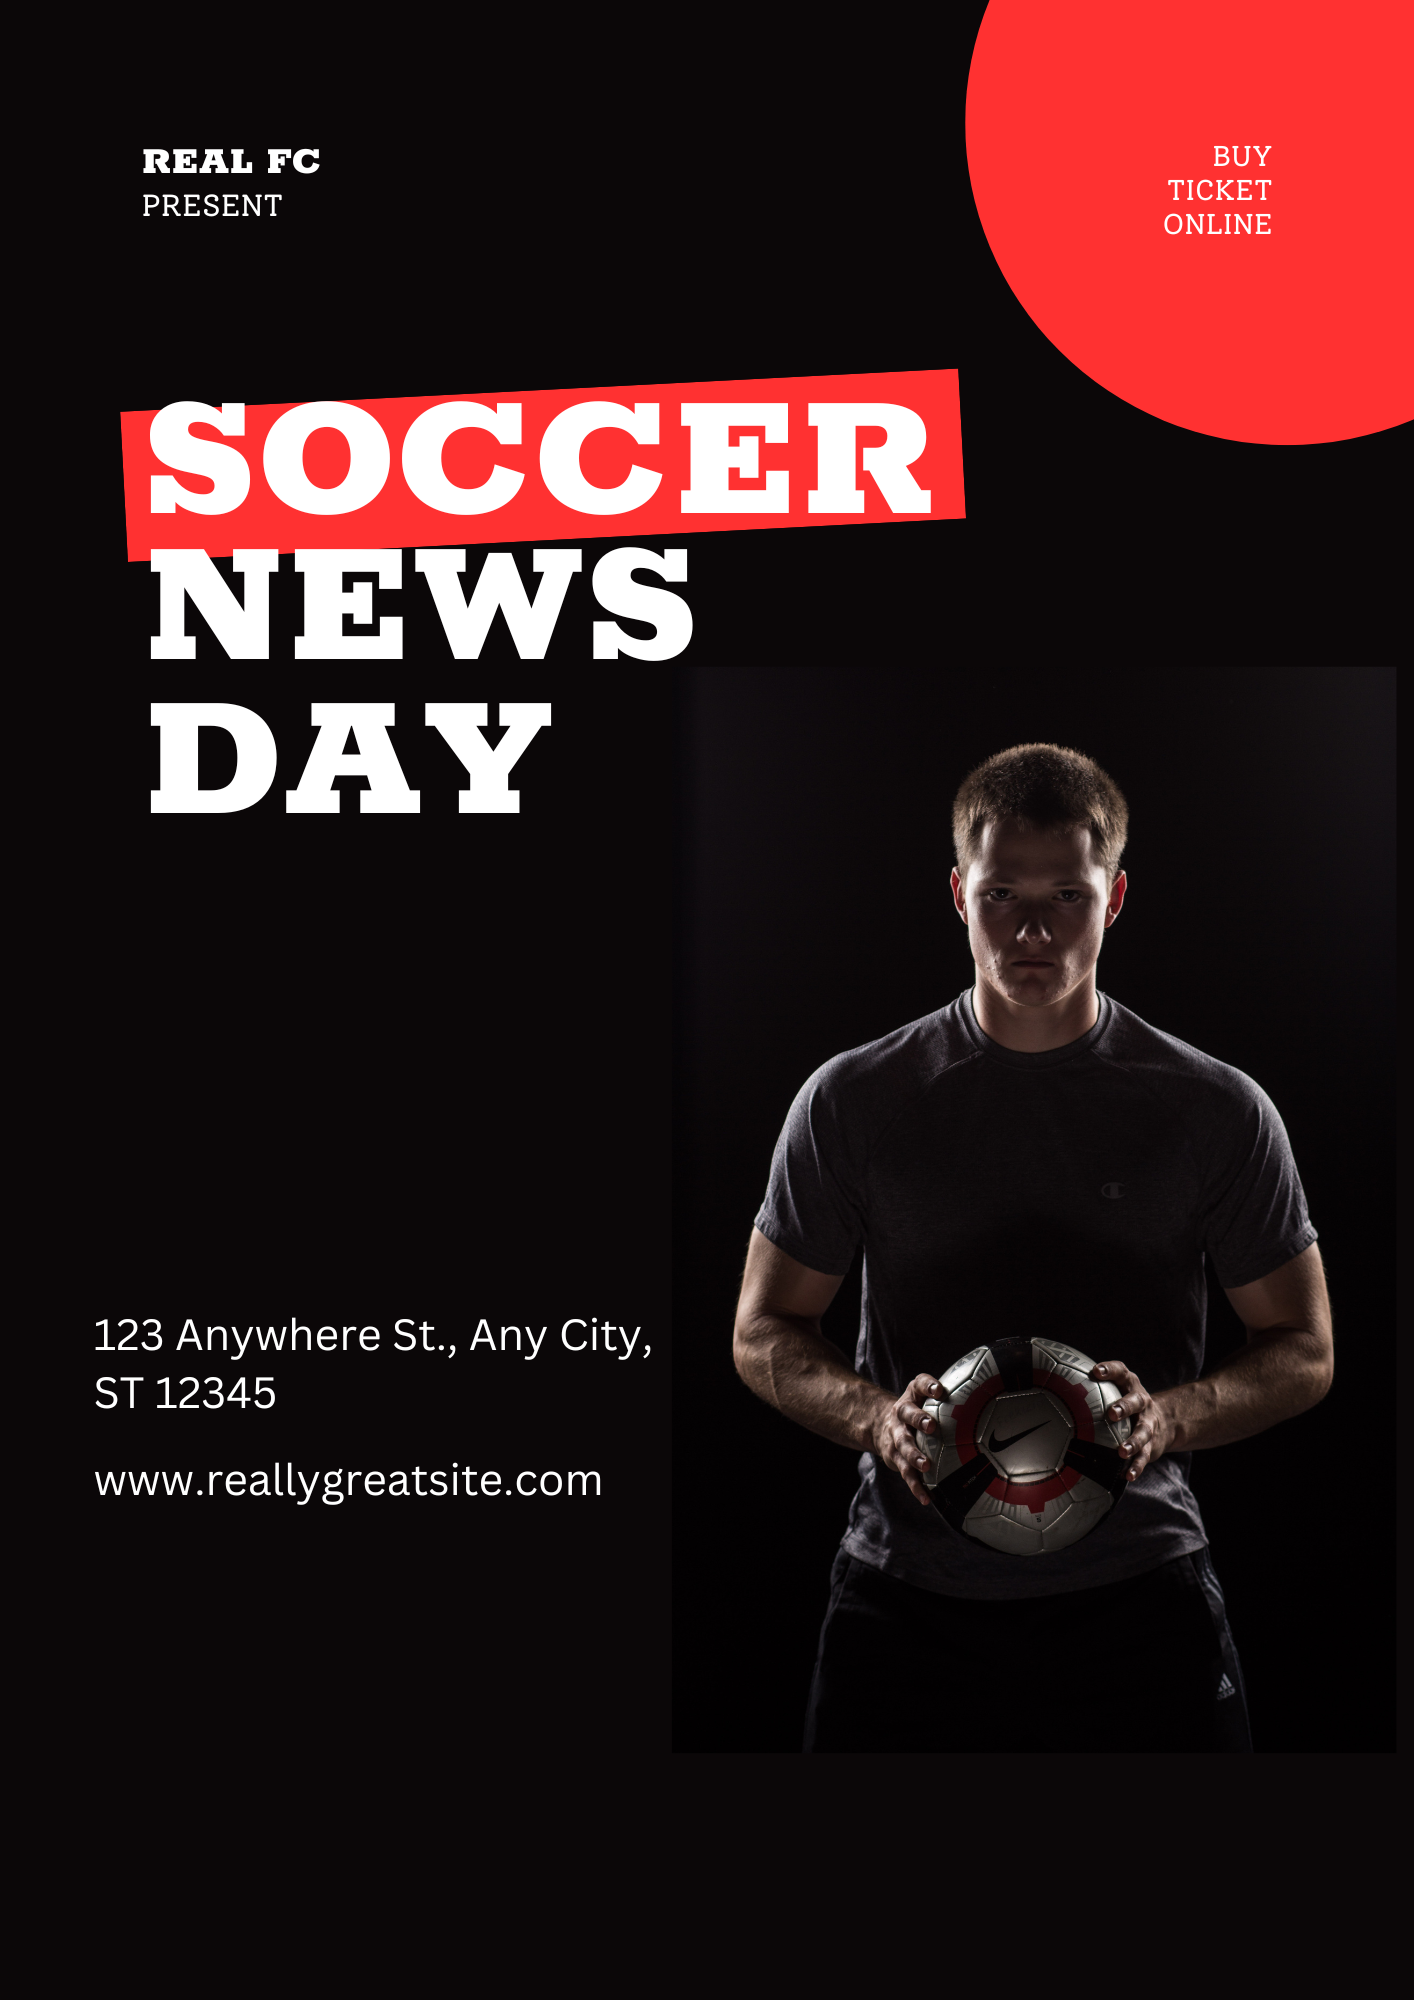 REAL FC
PRESENT
BUY
TICKET
ONLINE
SOCCER
NEWS
DAY
123 Anywhere St., Any City,
ST 12345
www.reallygreatsite.com